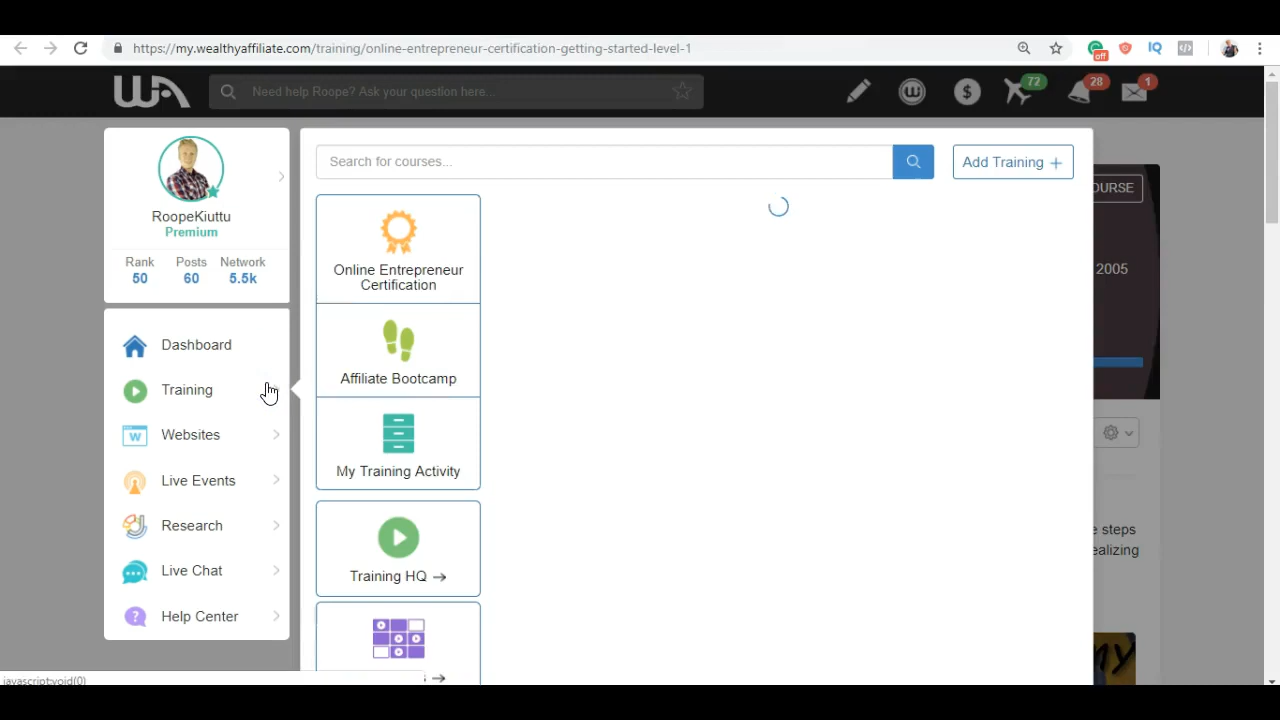 https://my.wealthyaffiliate.com/training/online-entrepreneur-certification-getting-started-level-1
IQ
off
WA
Need help Roope? Ask your question here...
72
28
1
RoopeKiuttu
Premium
Rank Posts Network
50 60 5.5k
Dashboard
Training
Websites
Live Events
Research
Live Chat
Help Center
Search for courses...
Add Training +
Online Entrepreneur
Certification
Affiliate Bootcamp
My Training Activity
Training HQ →
OURSE
2005
e steps
ealizing
javascript:void(0)